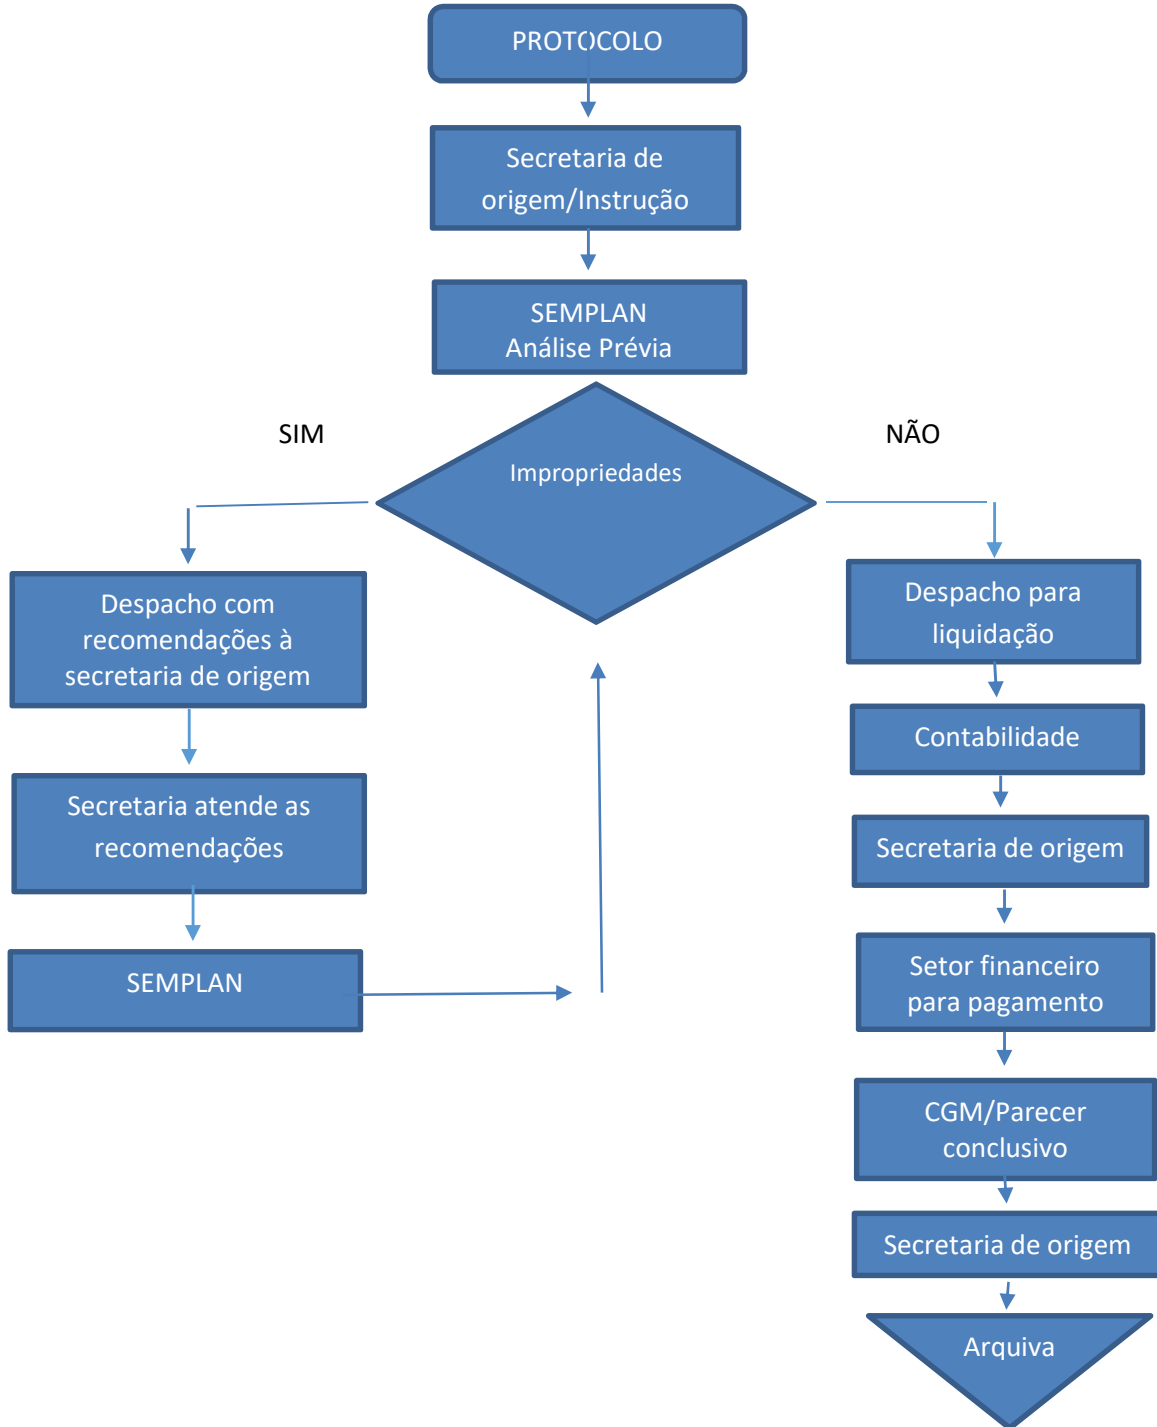 PROTOCOLO
Secretaria de
origem/Instrução
SEMPLAN
Análise Prévia
SIM
NÃO
Impropriedades
Despacho com
recomendações à
secretaria de origem
Secretaria atende as
recomendações
SEMPLAN
Despacho para
liquidação
Contabilidade
Secretaria de origem
Setor financeiro
para pagamento
CGM/Parecer
conclusivo
Secretaria de origem
Arquiva